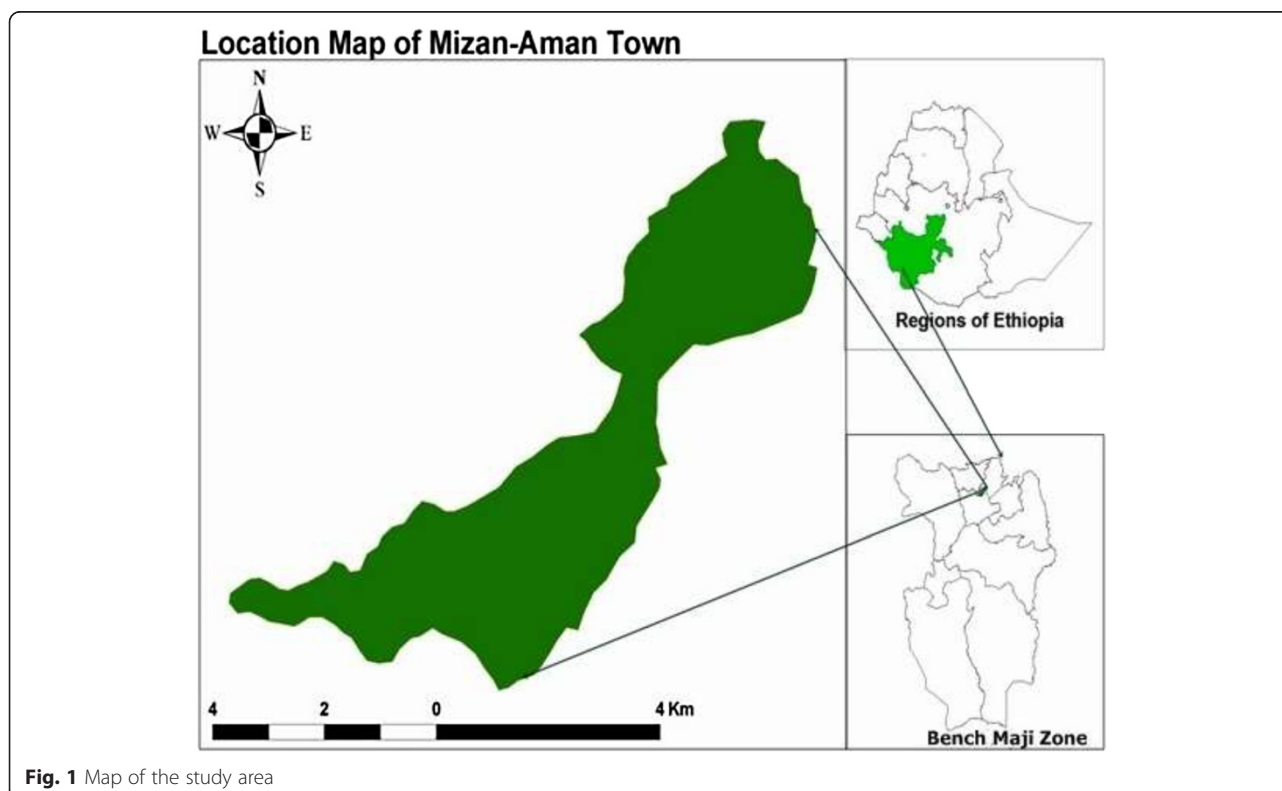 Location Map of Mizan-Aman Town
N
W E
S
Regions of Ethiopia
4 2 0 4 Km
Bench Maji Zone
Fig. 1 Map of the study area